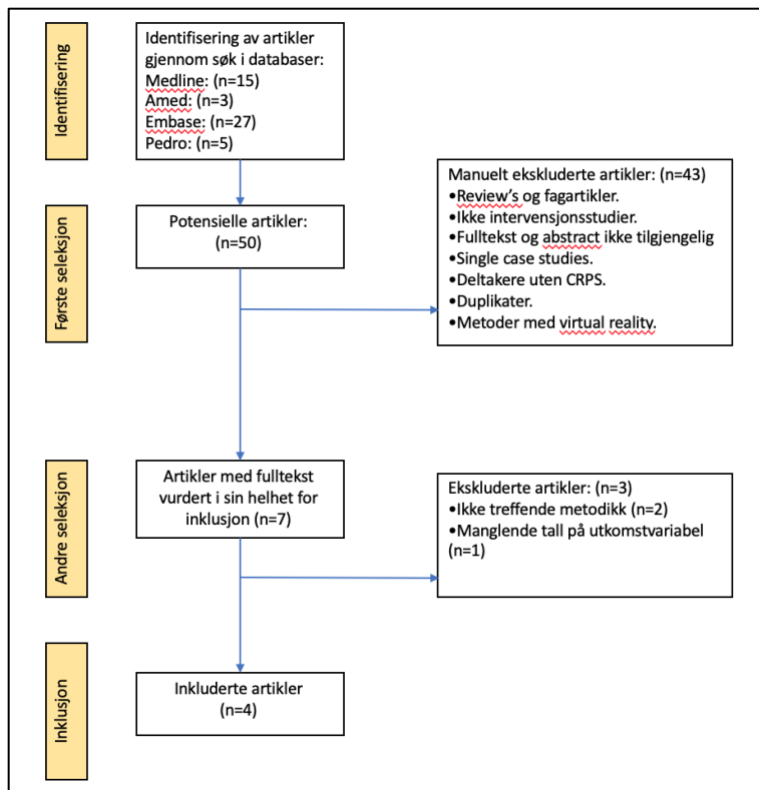 Identifisering
Identifisering av artikler
gjennom søk i databaser:
Medline: (n=15)
Amed: (n=3)
Embase: (n=27)
Pedro: (n=5)
Første seleksjon
Potensielle artikler:
(n=50)
Manuelt ekskluderte artikler: (n=43)
•Review’s og fagartikler.
•Ikke intervensjonsstudier.
•Fulltekst og abstract ikke tilgjengelig
•Single case studies.
•Deltakere uten CRPS.
•Duplikater.
•Metoder med virtual reality.
Andre seleksjon
Artikler med fulltekst
vurdert i sin helhet for
inklusjon (n=7)
Ekskluderte artikler: (n=3)
•Ikke treffende metodikk (n=2)
•Manglende tall på utkomstvariabel
(n=1)
Inklusjon
Inkluderte artikler
(n=4)